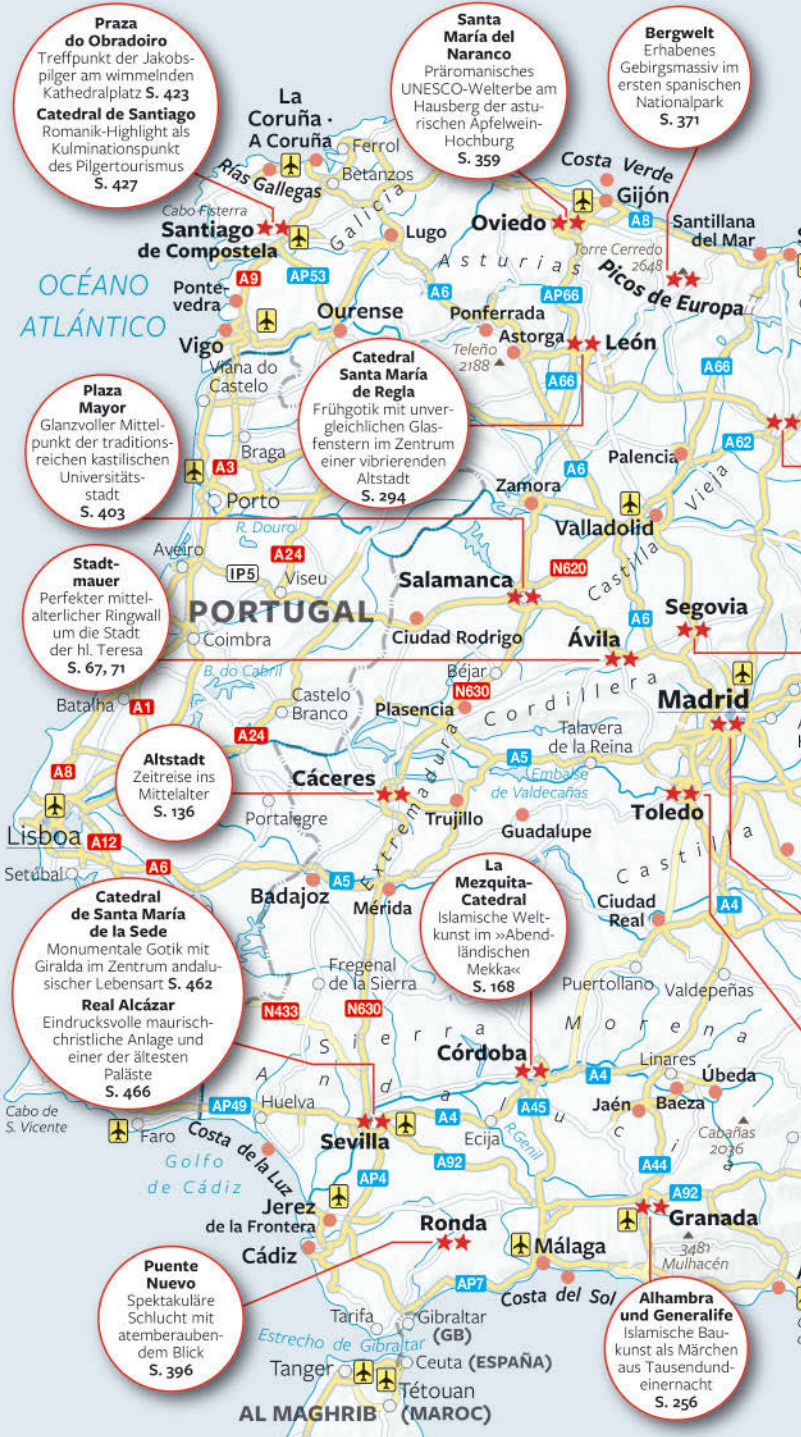 Praza
do Obradoiro
Treffpunkt der Jakobs-
pilger am wimmelnden
Kathedralplatz S. 423
Catedral de Santiago
Romanik-Highlight als
Kulminationspunkt
des Pilgertourismus
S. 427
Santa
María del
Naranco
Präromanisches
UNESCO-Welterbe am
Hausberg der astu-
rischen Apfelwein-
Hochburg
S. 359
Bergwelt
Erhabenes
Gebirgsmassiv im
ersten spanischen
Nationalpark
S. 371
La
Coruña ·
A Coruña
Ferrol
Betanzos
Rías Gallegas
Costa Verde
Gijón
A8
Santillana
del Mar
Cabo Fisterra
Santiago
de Compostela
Galicia
Lugo
Oviedo
Asturias
Torre Cerredo
2648
Picos de Europa
OCÉANO
ATLÁNTICO
A9
AP53
A6
AP66
Ponte-
vedra
Vigo
Ourense
Ponferrada
Astorga
León
Teleño
2188
A66
A66
Viana do
Castelo
Catedral
Santa María
de Regla
Frühgotik mit unver-
gleichlichen Glas-
fenstern im Zentrum
einer vibrierenden
Altstadt
S. 294
Plaza
Mayor
Glanzvoller Mittel-
punkt der traditions-
reichen kastilischen
Universitäts-
stadt
S. 403
Braga
A3
Porto
R. Douro
A62
Palencia
A6
Zamora
Valladolid
Castilla Vieja
Aveiro
A24
IP5
Viseu
N620
Salamanca
Stadt-
mauer
Perfekter mittel-
alterlicher Ringwall
um die Stadt
der hl. Teresa
S. 67, 71
PORTUGAL
Coimbra
Ciudad Rodrigo
A6
Segovia
Ávila
B. do Cabril
Béjar
Batalha
A1
Castelo
Branco
N630
Plasencia
Cordillera
Madrid
A24
Talavera
de la Reina
A5
Altstadt
Zeitreise ins
Mittelalter
S. 136
A8
Cáceres
Extremadura
Embalse
de Valdecañas
Portalegre
Trujillo
Toledo
Guadalupe
Lisboa
A12
Setúbal
A6
Badajoz
A5
Mérida
Castilla
La
Mezquita-
Catedral
Islamische Welt-
kunst im »Abend-
ländischen
Mekka«
S. 168
Ciudad
Real
A4
Catedral
de Santa María
de la Sede
Monumentale Gotik mit
Giralda im Zentrum andalu-
sischer Lebensart S. 462
Real Alcázar
Eindrucksvolle maurisch-
christliche Anlage und
einer der ältesten
Paläste
S. 466
Fregenal
de la Sierra
Puertollano
Valdepeñas
N433
N630
Sierra Morena
Córdoba
Linares
A4
Úbeda
Baeza
Jaén
Cabo de
S. Vicente
Faro
AP49
Huelva
Andalucia
Sevilla
A4
A45
Écija
R.Genil
Cabañas
2036
Costa de la Luz
Golfo
de Cádiz
AP4
A92
A44
A92
Jerez
de la Frontera
Ronda
Granada
Cádiz
Málaga
3481
Mulhacén
Puente
Nuevo
Spektakuläre
Schlucht mit
atemberauben-
dem Blick
S. 396
AP7
Costa del Sol
Alhambra
und Generalife
Islamische Bau-
kunst als Märchen
aus Tausendund-
einernacht
S. 256
Tarifa
Gibraltar
(GB)
Estrecho de Gibraltar
Ceuta (ESPAÑA)
Tanger
Tétouan
AL MAGHRIB (MAROC)